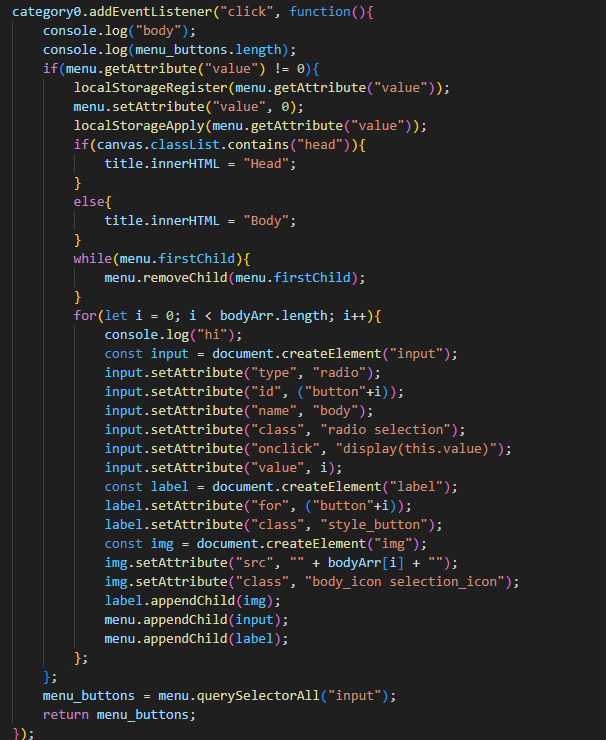 category0.addEventListener("click", function(){
    console.log("body");
    console.log(menu_buttons.length);
    if(menu.getAttribute("value") != 0){
        localStorageRegister(menu.getAttribute("value"));
        menu.setAttribute("value", 0);
        localStorageApply(menu.getAttribute("value"));
        if(canvas.classList.contains("head")){
            title.innerHTML = "Head";
        }
        else{
            title.innerHTML = "Body";
        }
        while(menu.firstChild){
            menu.removeChild(menu.firstChild);
        }
        for(let i = 0; i < bodyArr.length; i++){
            console.log("hi");
            const input = document.createElement("input");
            input.setAttribute("type", "radio");
            input.setAttribute("id", ("button"+i));
            input.setAttribute("name", "body");
            input.setAttribute("class", "radio selection");
            input.setAttribute("onclick", "display(this.value)");
            input.setAttribute("value", i);
            const label = document.createElement("label");
            label.setAttribute("for", ("button"+i));
            label.setAttribute("class", "style_button");
            const img = document.createElement("img");
            img.setAttribute("src", "" + bodyArr[i] + "");
            img.setAttribute("class", "body_icon selection_icon");
            label.appendChild(img);
            menu.appendChild(input);
            menu.appendChild(label);
        };
    };
    menu_buttons = menu.querySelectorAll("input");
    return menu_buttons;
});